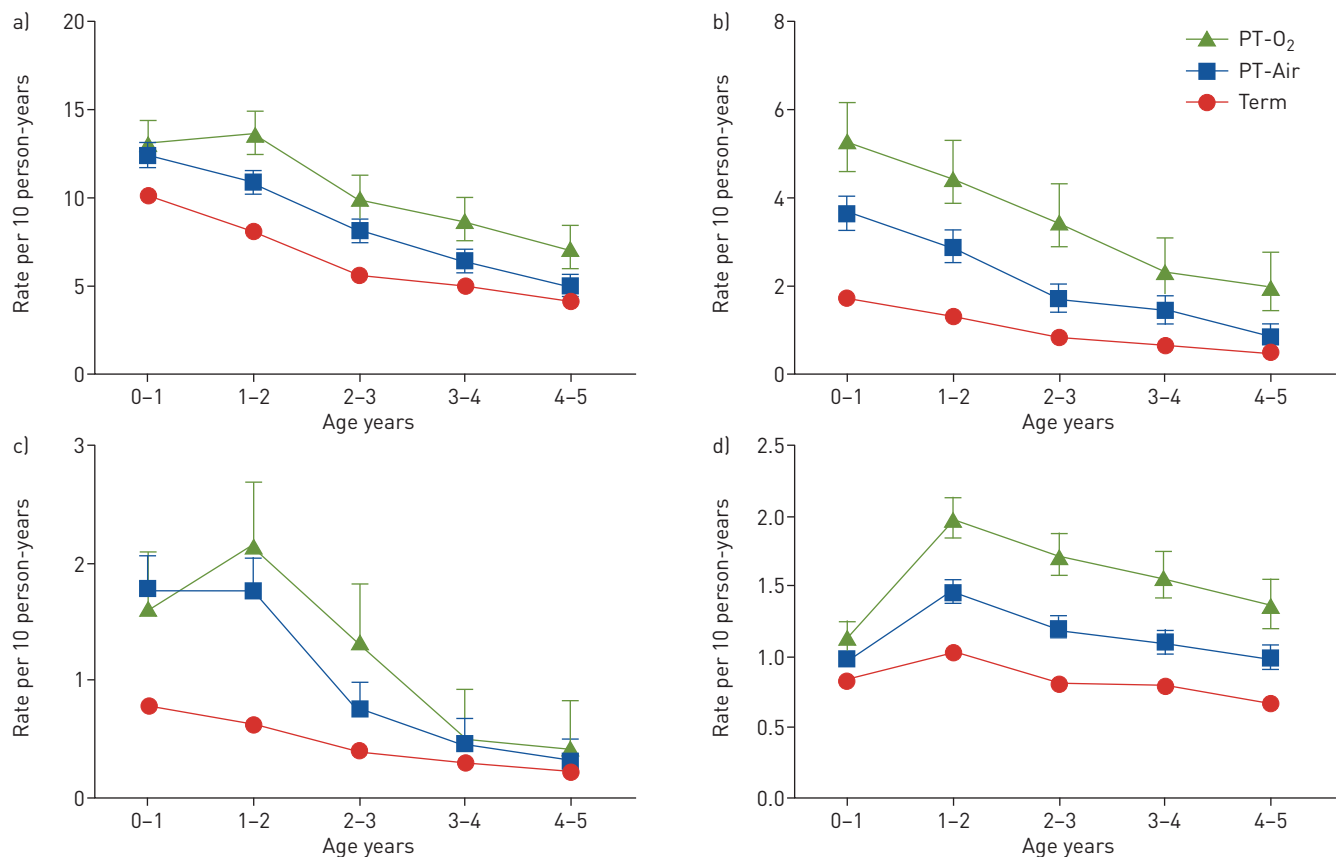 a)
Rate per 10 person-years
20
15
10
5
0
0–1 1–2 2–3 3–4 4–5
Age years
b)
Rate per 10 person-years
8
6
4
2
0
0–1 1–2 2–3 3–4 4–5
Age years
PT-O₂
PT-Air
Term
c)
Rate per 10 person-years
3
2
1
0
0–1 1–2 2–3 3–4 4–5
Age years
d)
Rate per 10 person-years
2.5
2.0
1.5
1.0
0.5
0.0
0–1 1–2 2–3 3–4 4–5
Age years